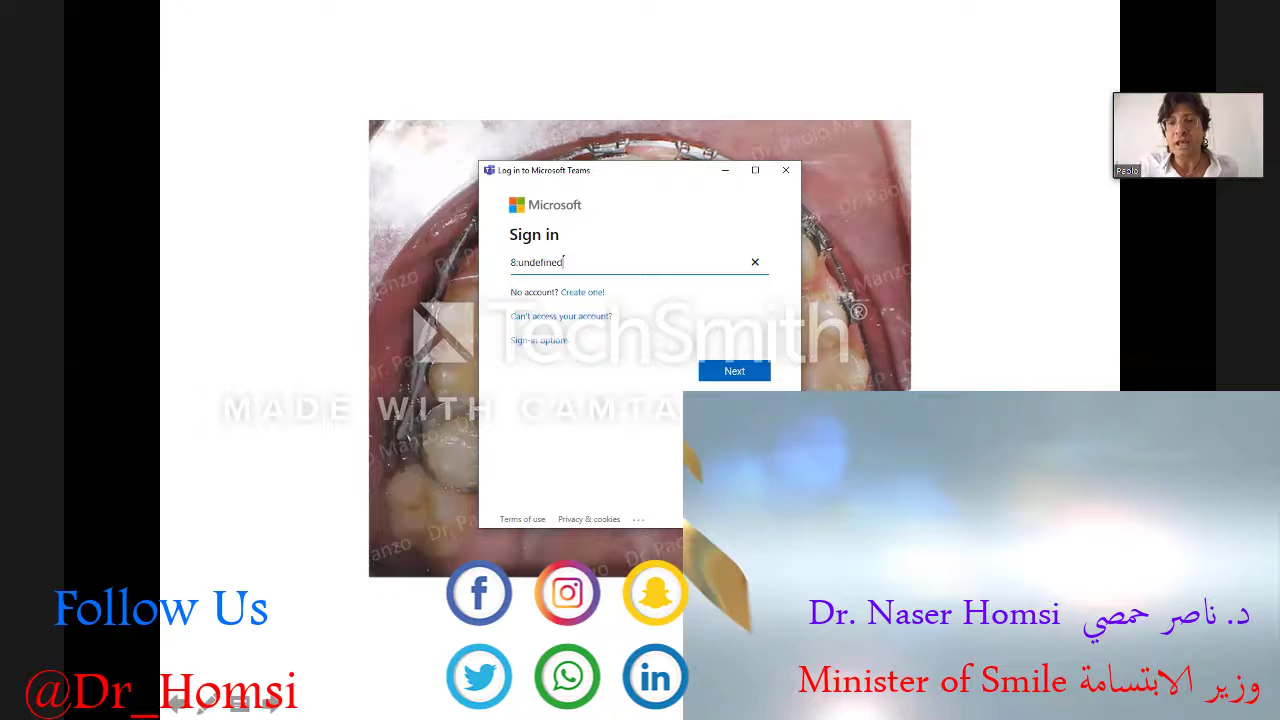 Log in to Microsoft Teams
Microsoft
Sign in
8:undefined
No account? Create one!
Can't access your account?
Sign-in options
Next
Terms of use Privacy & cookies
TechSmith®
MADE WITH CAMTA
Paolo
Follow Us
@Dr_Homsi
Dr. Naser Homsi د. ناصر حمصي
Minister of Smile وزير الابتسامة